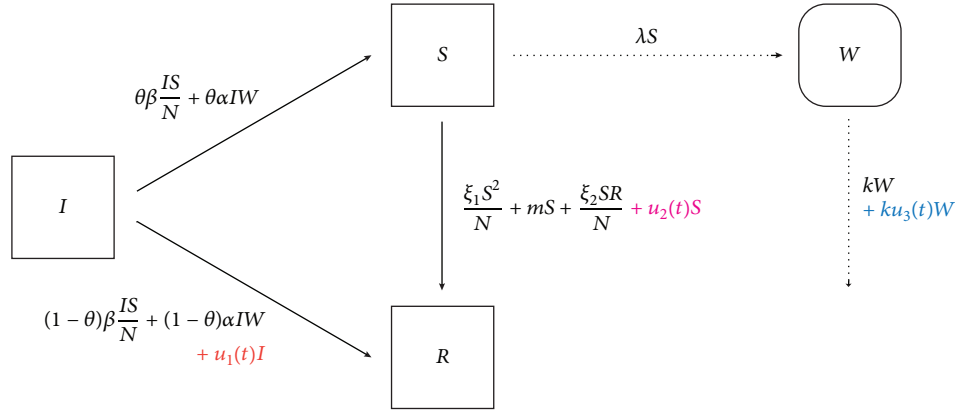 S
λS
W
θβ IS/N + θαIW
I
ξ₁S²/N + mS + ξ₂SR/N + u₂(t)S
kW
+ ku₃(t)W
(1 – θ)β IS/N + (1 – θ)αIW
+ u₁(t)I
R